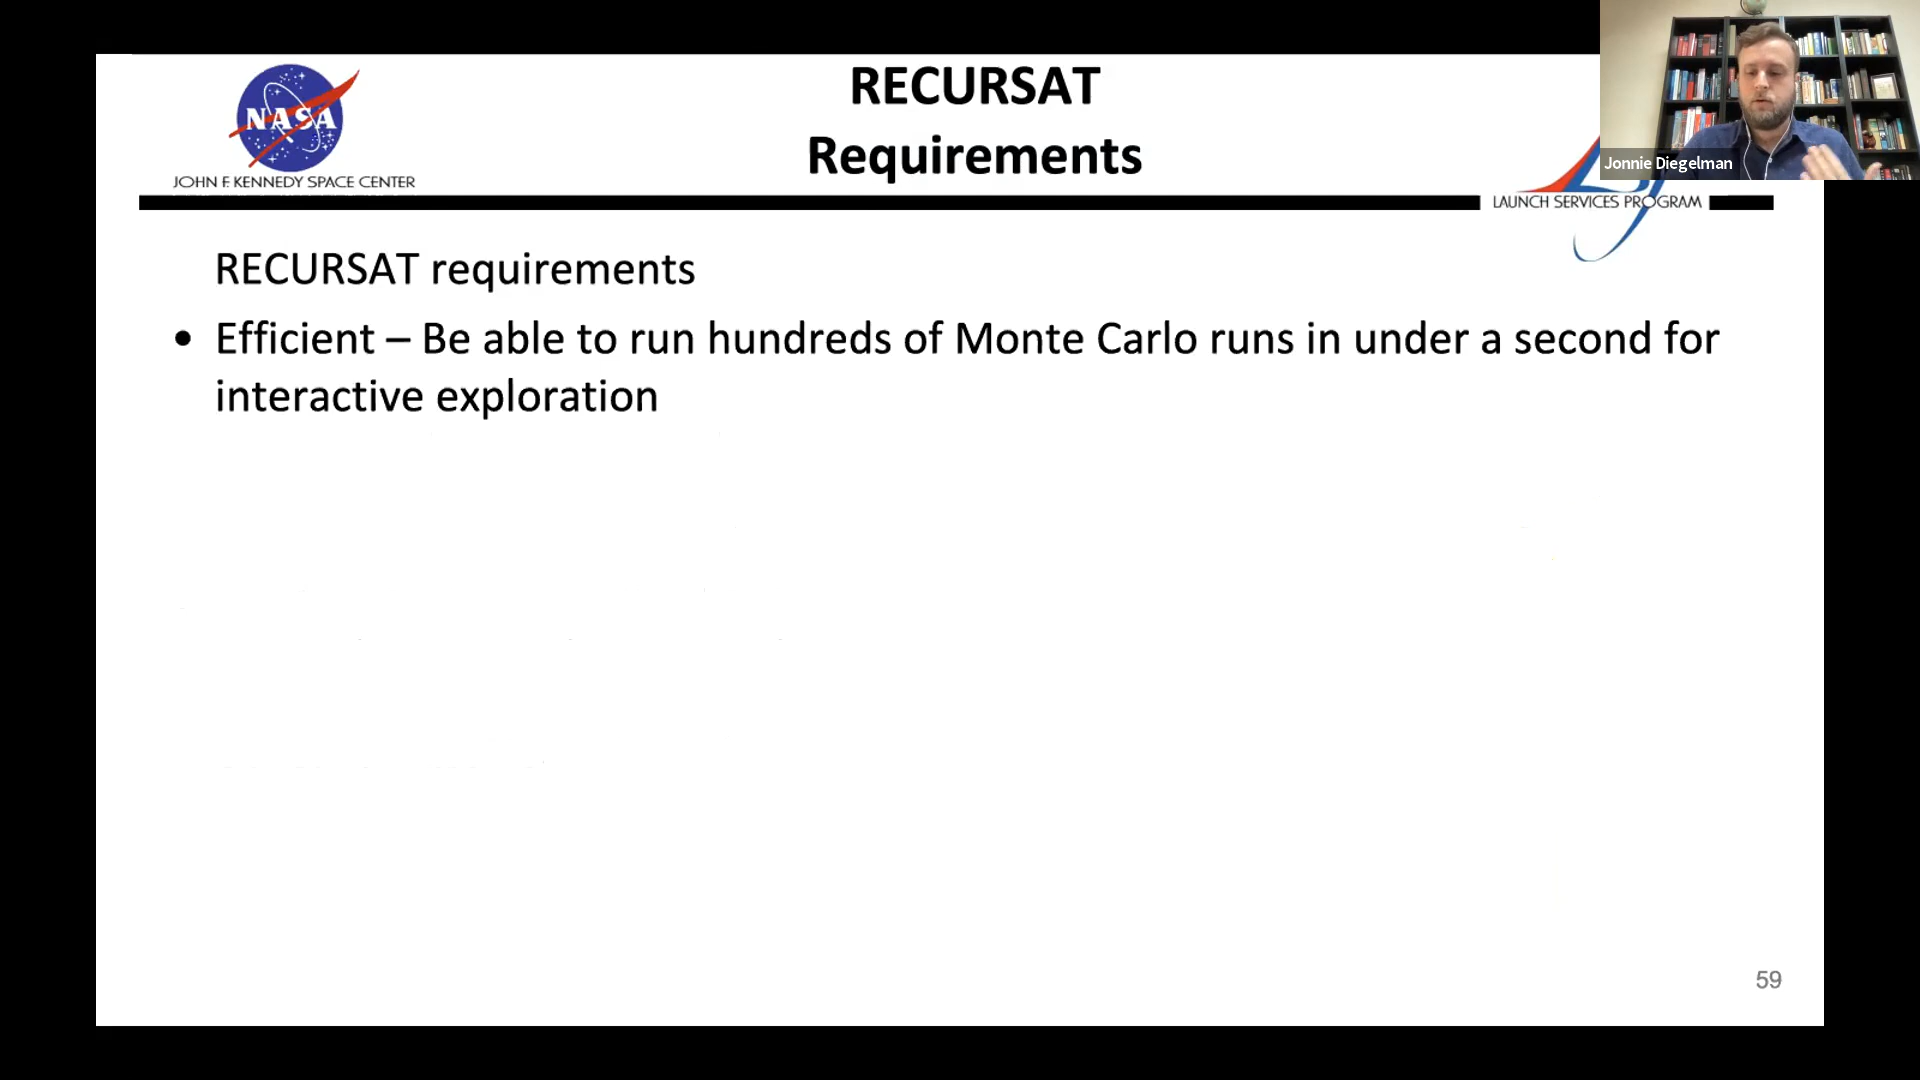 RECURSAT
Requirements
NASA
JOHN F. KENNEDY SPACE CENTER
Jonnie Diegelman
LAUNCH SERVICES PROGRAM
RECURSAT requirements
• Efficient – Be able to run hundreds of Monte Carlo runs in under a second for
interactive exploration
59